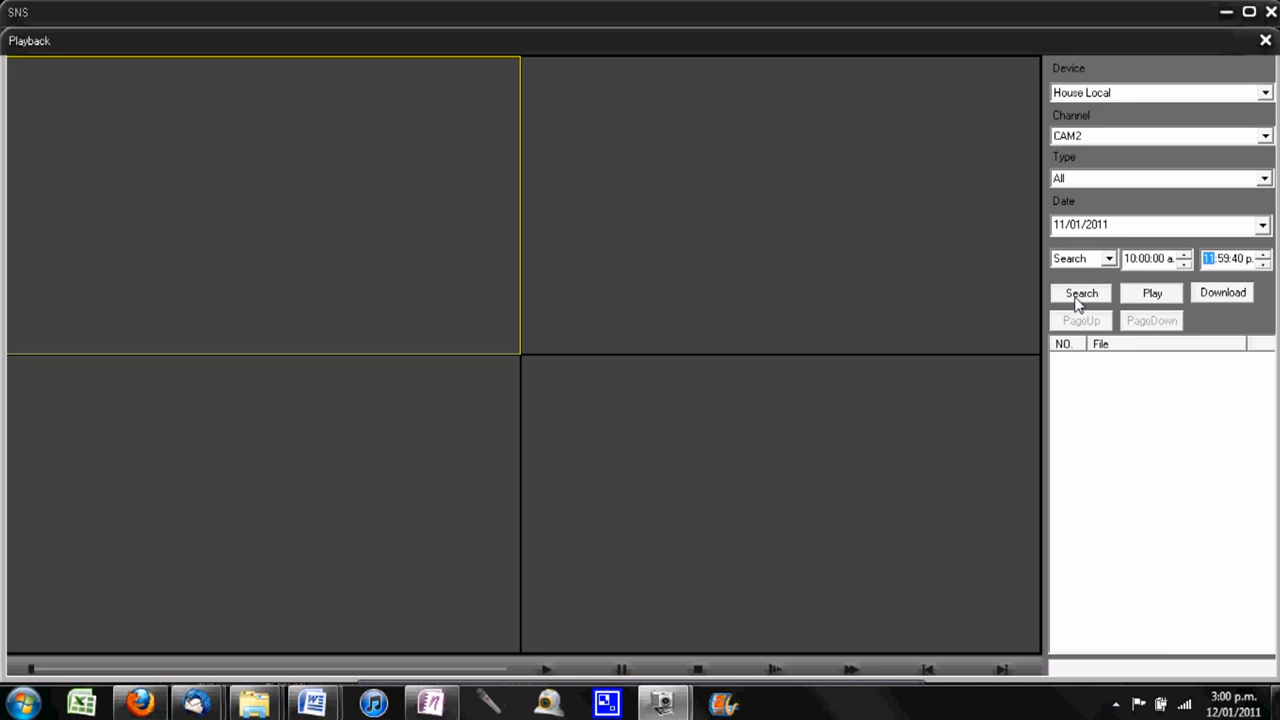 SNS
Playback
Device
House Local
Channel
CAM2
Type
All
Date
11/01/2011
Search 10:00:00 a. 11:59:40 p.
Search Play Download
PageUp PageDown
NO. File
3:00 p.m.
12/01/2011